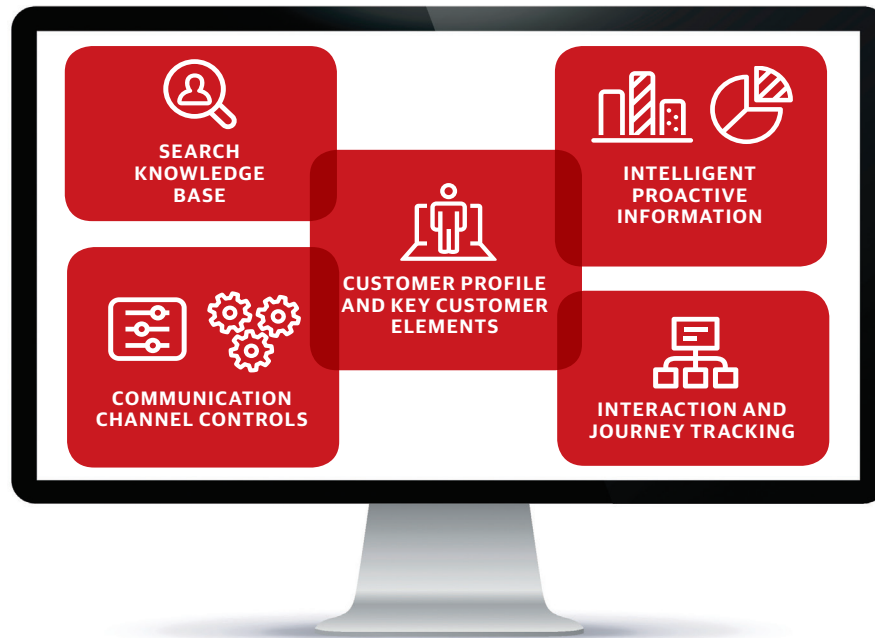 SEARCH
KNOWLEDGE
BASE
INTELLIGENT
PROACTIVE
INFORMATION
CUSTOMER PROFILE
AND KEY CUSTOMER
ELEMENTS
COMMUNICATION
CHANNEL CONTROLS
INTERACTION AND
JOURNEY TRACKING